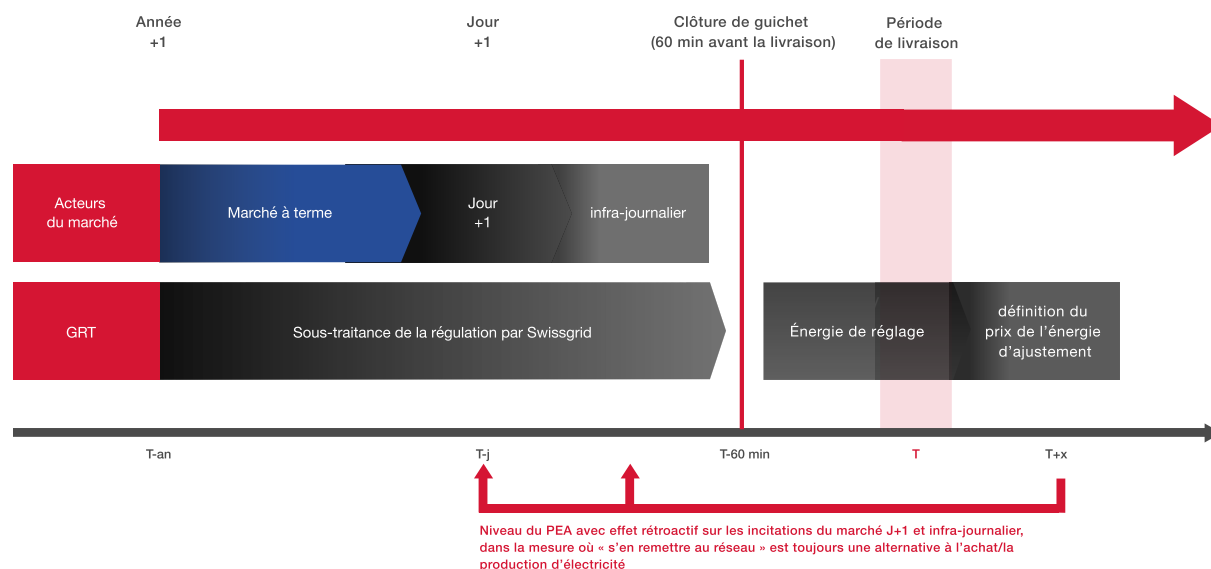 Année
+1
Jour
+1
Clôture de guichet
(60 min avant la livraison)
Période
de livraison
Acteurs
du marché
Marché à terme
Jour
+1
infra-journalier
GRT
Sous-traitance de la régulation par Swissgrid
Énergie de réglage
définition du
prix de l'énergie
d'ajustement
T-an
T-j
T-60 min
T
T+x
Niveau du PEA avec effet rétroactif sur les incitations du marché J+1 et infra-journalier,
dans la mesure où « s'en remettre au réseau » est toujours une alternative à l'achat/la
production d'électricité